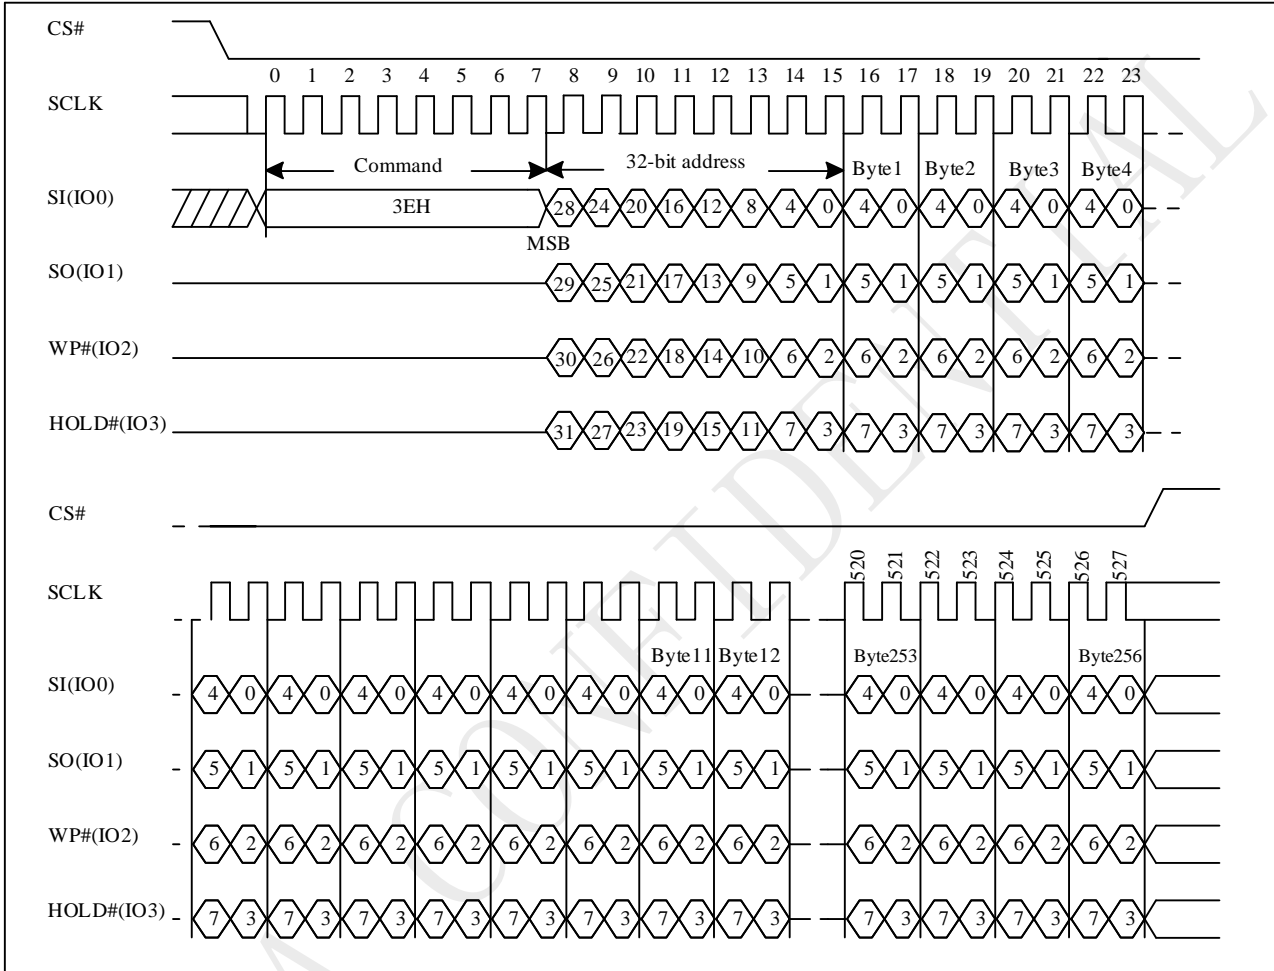 CS#
0 1 2 3 4 5 6 7 8 9 10 11 12 13 14 15 16 17 18 19 20 21 22 23
SCLK
Command 32-bit address Byte1 Byte2 Byte3 Byte4
SI(IO0) 3EH 28 24 20 16 12 8 4 0 4 0 4 0 4 0 4 0
MSB
SO(IO1) 29 25 21 17 13 9 5 1 5 1 5 1 5 1 5 1
WP#(IO2) 30 26 22 18 14 10 6 2 6 2 6 2 6 2 6 2
HOLD#(IO3) 31 27 23 19 15 11 7 3 7 3 7 3 7 3 7 3
CS#
520 521 522 523 524 525 526 527
SCLK
Byte11 Byte12 Byte253 Byte256
SI(IO0) 4 0 4 0 4 0 4 0 4 0 4 0 4 0 4 0 4 0 4 0 4 0 4 0
SO(IO1) 5 1 5 1 5 1 5 1 5 1 5 1 5 1 5 1 5 1 5 1 5 1 5 1
WP#(IO2) 6 2 6 2 6 2 6 2 6 2 6 2 6 2 6 2 6 2 6 2 6 2 6 2
HOLD#(IO3) 7 3 7 3 7 3 7 3 7 3 7 3 7 3 7 3 7 3 7 3 7 3 7 3
CONFIDENTIAL